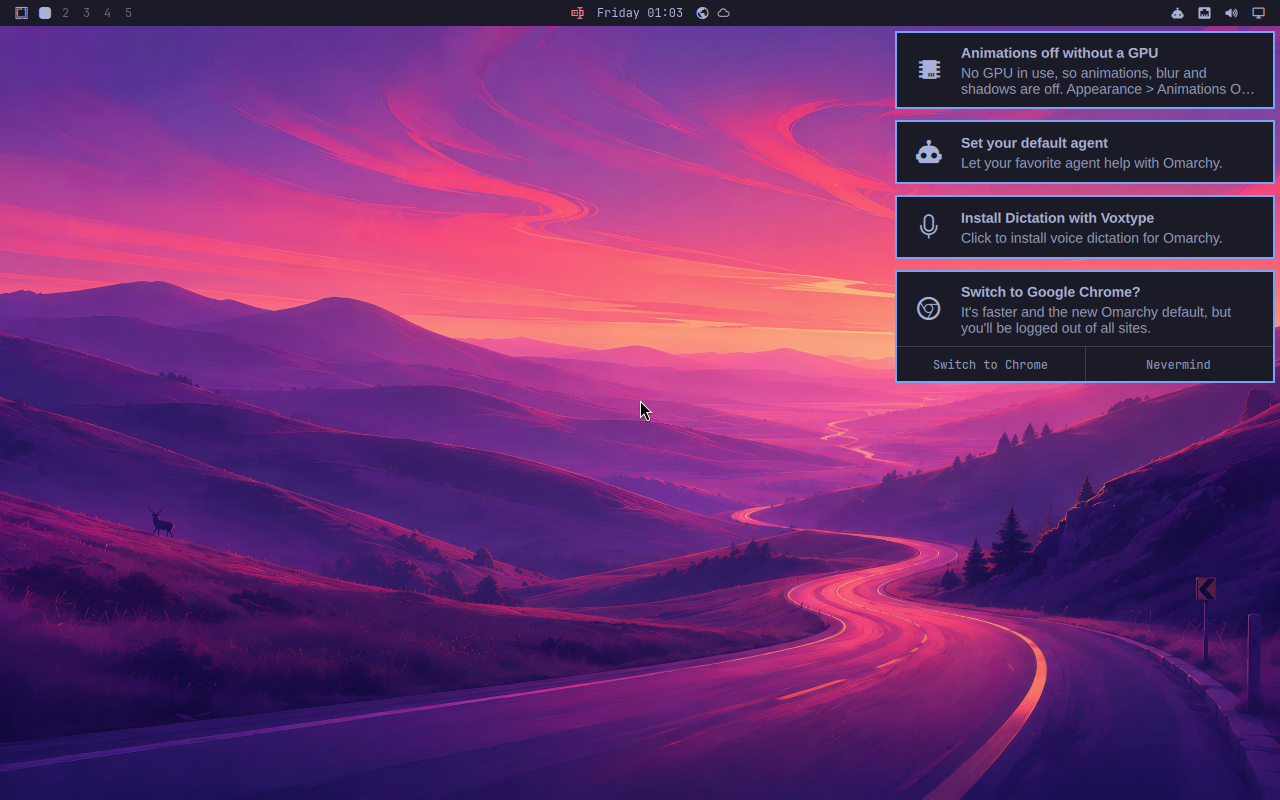 2 3 4 5
Friday 01:03
Animations off without a GPU
No GPU in use, so animations, blur and
shadows are off. Appearance > Animations O…
Set your default agent
Let your favorite agent help with Omarchy.
Install Dictation with Voxtype
Click to install voice dictation for Omarchy.
Switch to Google Chrome?
It's faster and the new Omarchy default, but
you'll be logged out of all sites.
Switch to Chrome
Nevermind